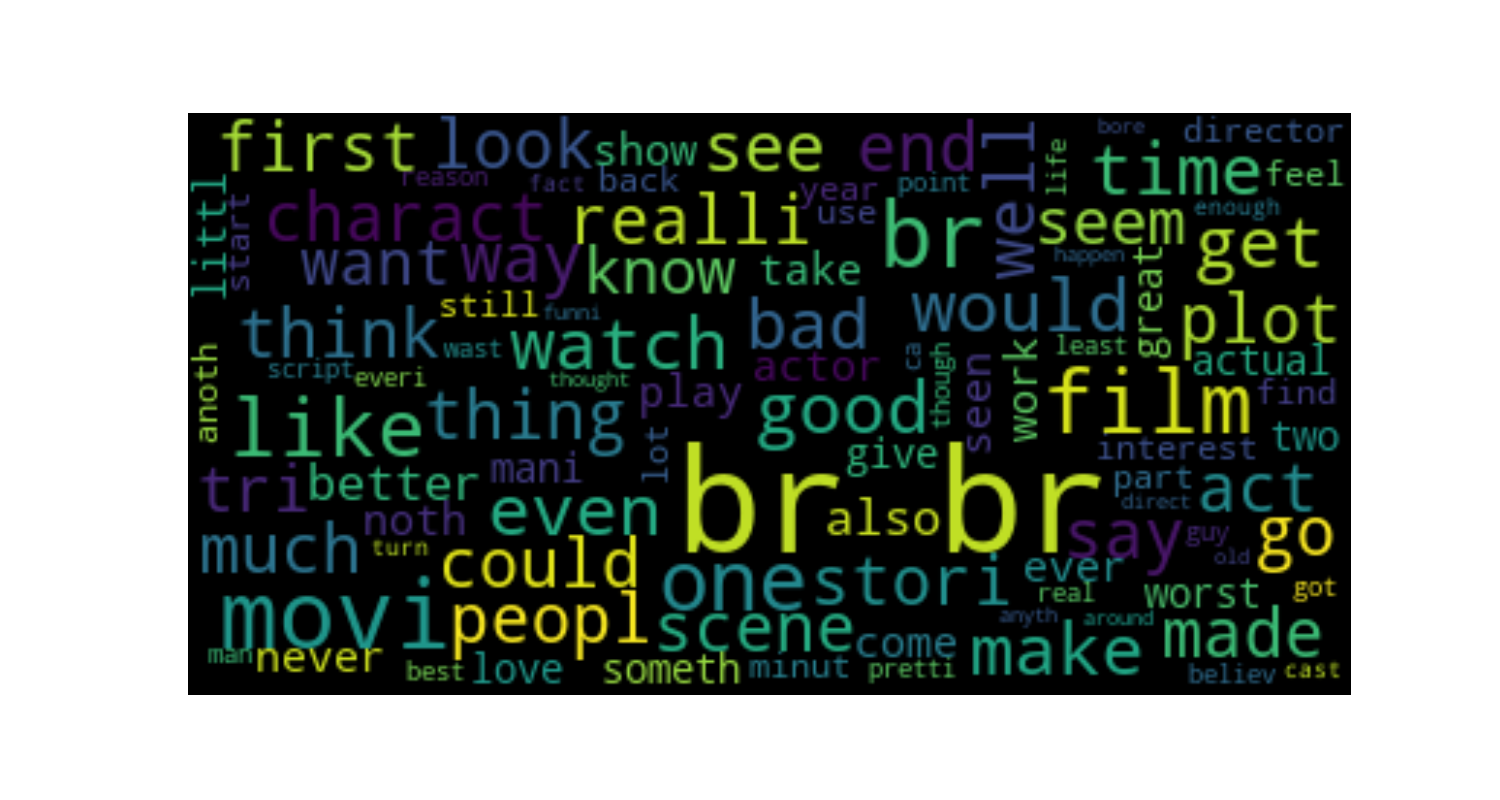 first look show see end well life bore director
time feel
reason fact back year point
littl start charact realli use br seem enough get
want way know take happen great
think still funni bad would plot
script wast watch actor ca least actual
anoth everi thought play though seen work film find
like thing good interest two
tri better mani lot give part act
noth even br also br direct say guy go
much turn could one stori ever old
movi peopl scene real worst got
man never come anyth around make made
best love someth minut pretti believ cast